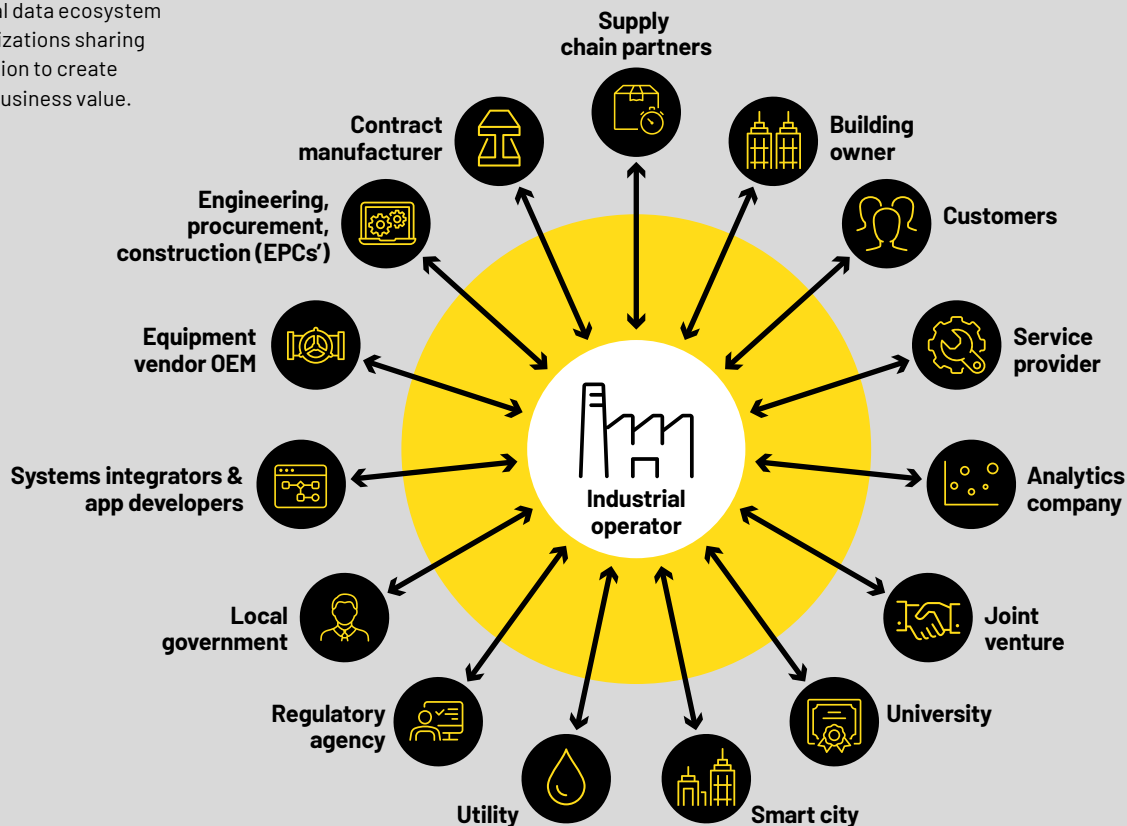 al data ecosystem
izations sharing
ion to create
business value.
Supply
chain partners
Building
owner
Customers
Service
provider
Analytics
company
Joint
venture
University
Smart city
Utility
Regulatory
agency
Local
government
Systems integrators &
app developers
Equipment
vendor OEM
Engineering,
procurement,
construction (EPCs’)
Contract
manufacturer
Industrial
operator